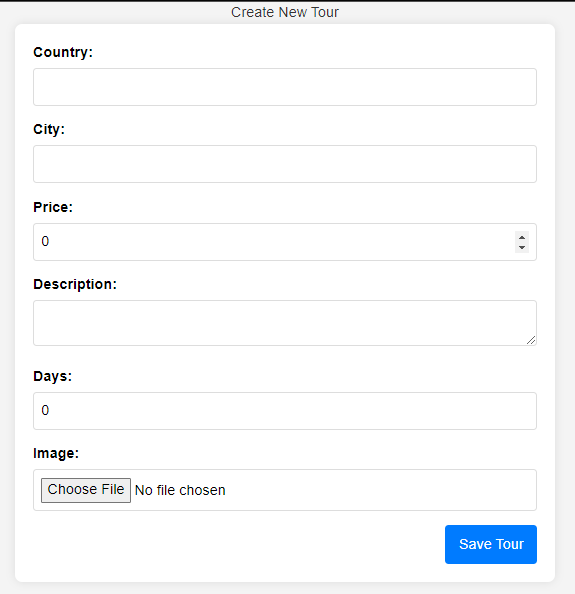 Create New Tour
Country:
City:
Price:
0
Description:
Days:
0
Image:
Choose File No file chosen
Save Tour